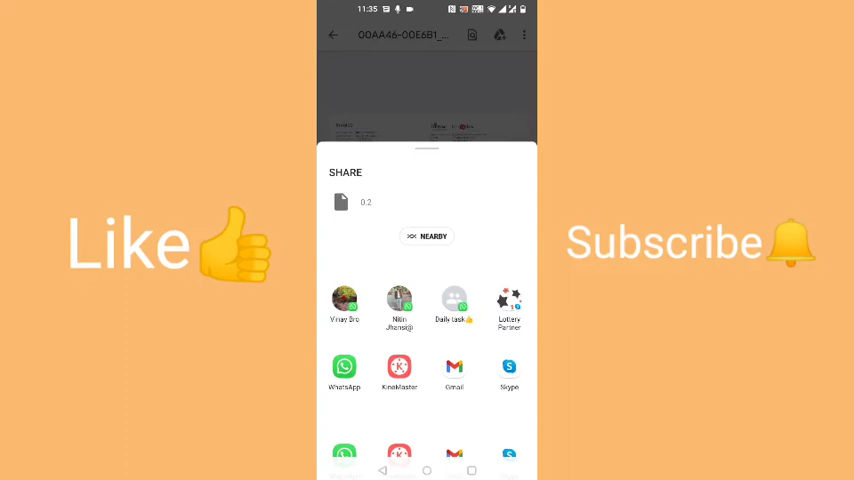 11:35
00AA46-00E6B1_...
SHARE
0.2
NEARBY
Vinay Bro
Nitin
Jhansi@
Daily task👍
Lottery
Partner
WhatsApp
KineMaster
Gmail
Skype
Like👍
Subscribe🔔